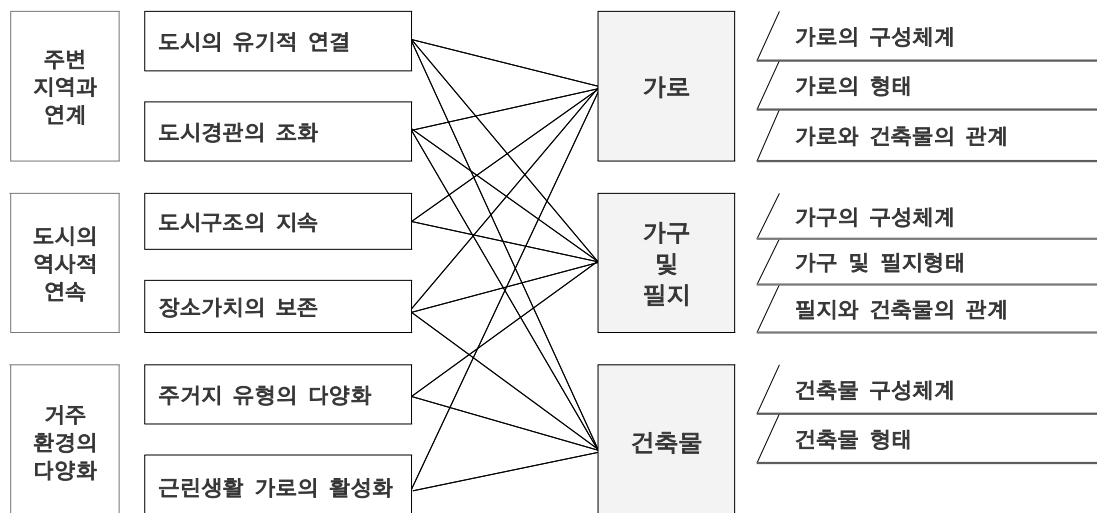 주변
지역과
연계
도시의 유기적 연결
도시경관의 조화
가로
가로의 구성체계
가로의 형태
가로와 건축물의 관계
도시의
역사적
연속
도시구조의 지속
장소가치의 보존
가구
및
필지
가구의 구성체계
가구 및 필지형태
필지와 건축물의 관계
거주
환경의
다양화
주거지 유형의 다양화
근린생활 가로의 활성화
건축물
건축물 구성체계
건축물 형태